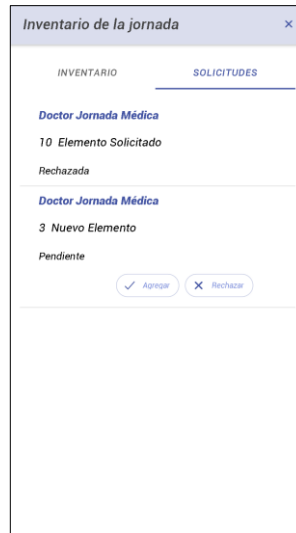 Inventario de la jornada ×
INVENTARIO SOLICITUDES
Doctor Jornada Médica
10 Elemento Solicitado
Rechazada
Doctor Jornada Médica
3 Nuevo Elemento
Pendiente
Agregar Rechazar